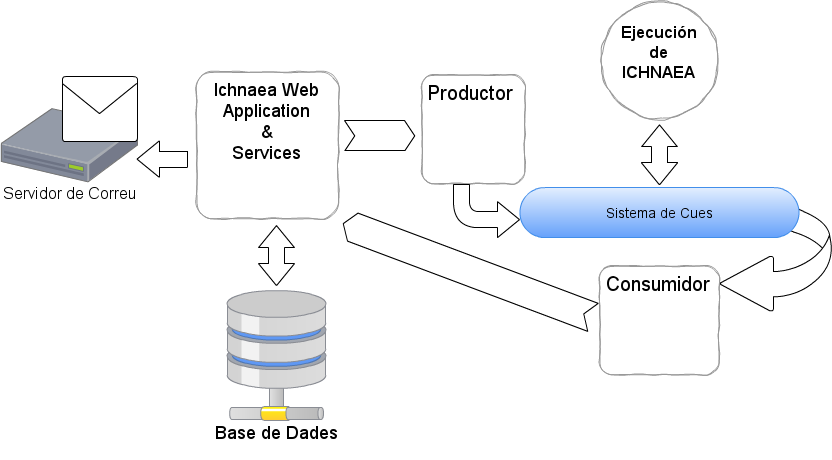 Ejecución
de
ICHNAEA
Ichnaea Web
Application
&
Services
Productor
Servidor de Correu
Sistema de Cues
Consumidor
Base de Dades